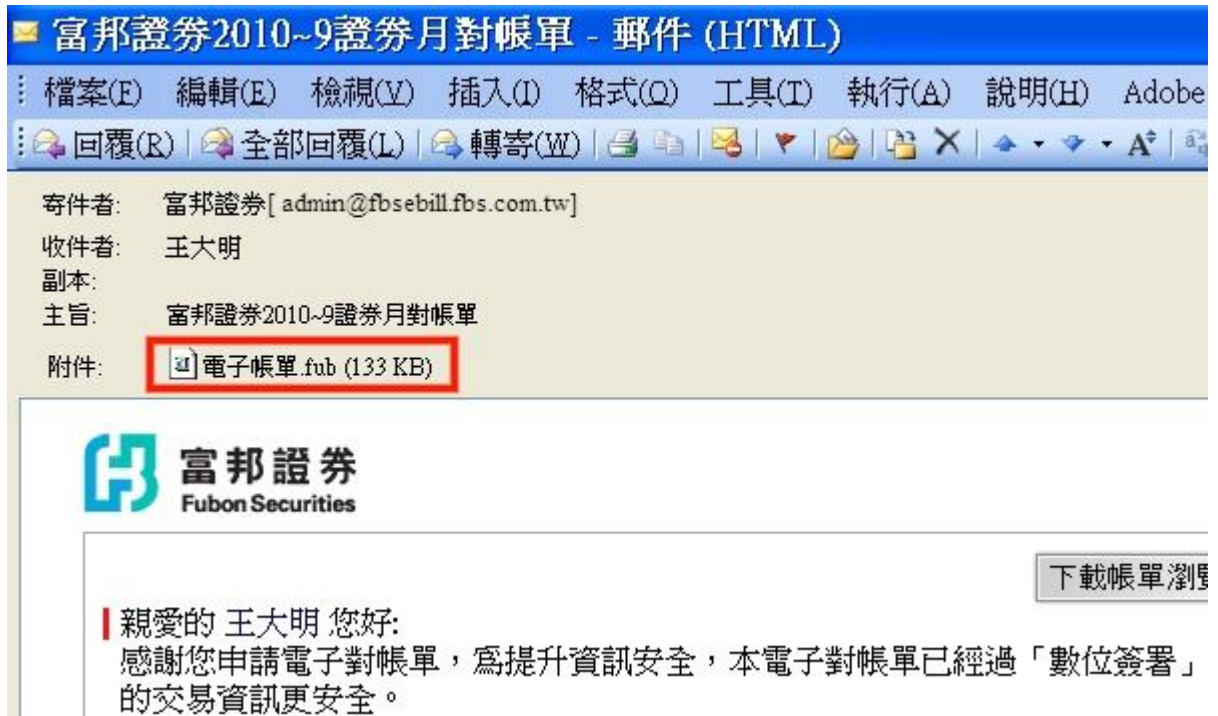 富邦證券2010~9證券月對帳單 - 郵件 (HTML)
檔案(F) 編輯(E) 檢視(V) 插入(I) 格式(O) 工具(T) 執行(A) 說明(H) Adobe
回覆(R) 全部回覆(L) 轉寄(W)
寄件者: 富邦證券[ admin@fbsebill.fbs.com.tw]
收件者: 王大明
副本:
主旨: 富邦證券2010~9證券月對帳單
附件: 電子帳單.fub (133 KB)
富邦證券
Fubon Securities
下載帳單瀏覽
親愛的 王大明 您好:
感謝您申請電子對帳單，為提升資訊安全，本電子對帳單已經過「數位簽署」
的交易資訊更安全。